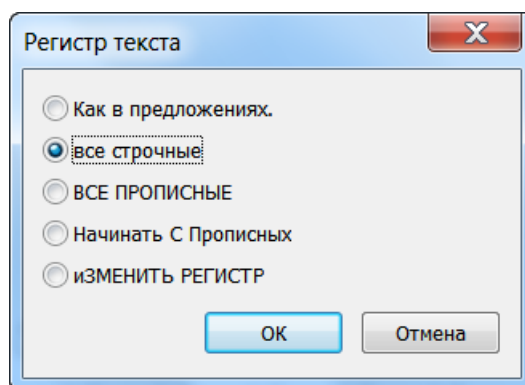 Регистр текста
Как в предложениях.
все строчные
ВСЕ ПРОПИСНЫЕ
Начинать С Прописных
иЗМЕНИТЬ РЕГИСТР
ОК
Отмена